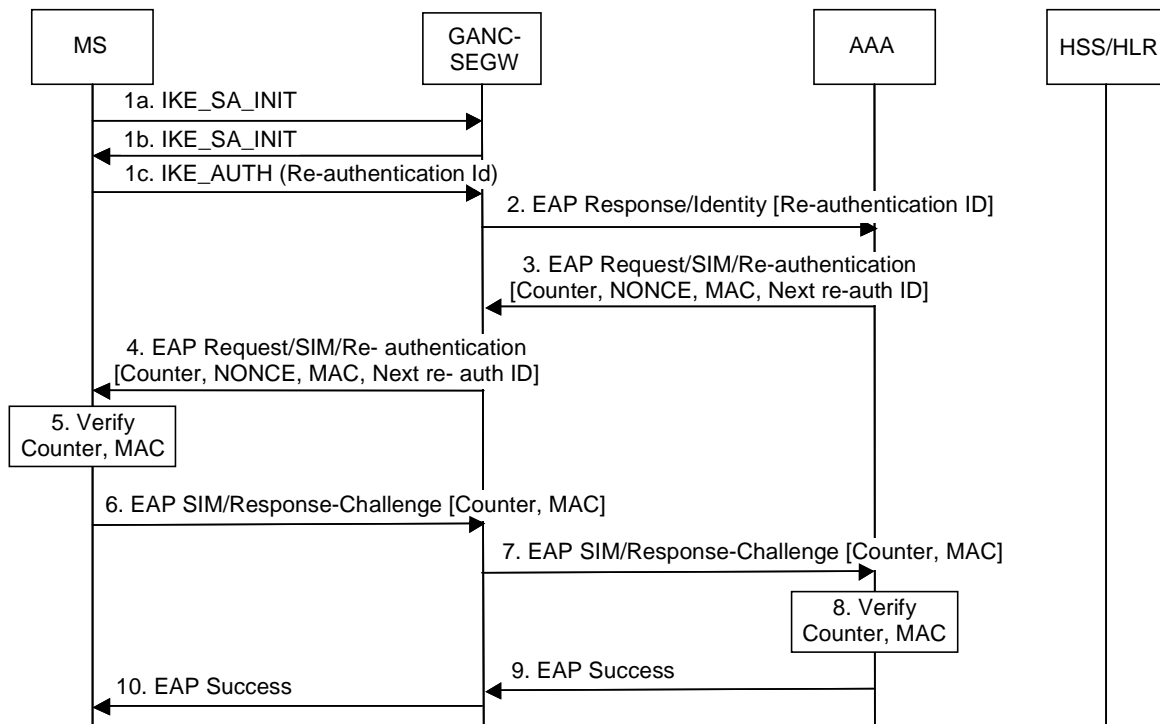 MS
GANC-
SEGW
AAA
HSS/HLR
1a. IKE_SA_INIT
1b. IKE_SA_INIT
1c. IKE_AUTH (Re-authentication Id)
2. EAP Response/Identity [Re-authentication ID]
3. EAP Request/SIM/Re-authentication
[Counter, NONCE, MAC, Next re-auth ID]
4. EAP Request/SIM/Re- authentication
[Counter, NONCE, MAC, Next re- auth ID]
5. Verify
Counter, MAC
6. EAP SIM/Response-Challenge [Counter, MAC]
7. EAP SIM/Response-Challenge [Counter, MAC]
8. Verify
Counter, MAC
9. EAP Success
10. EAP Success